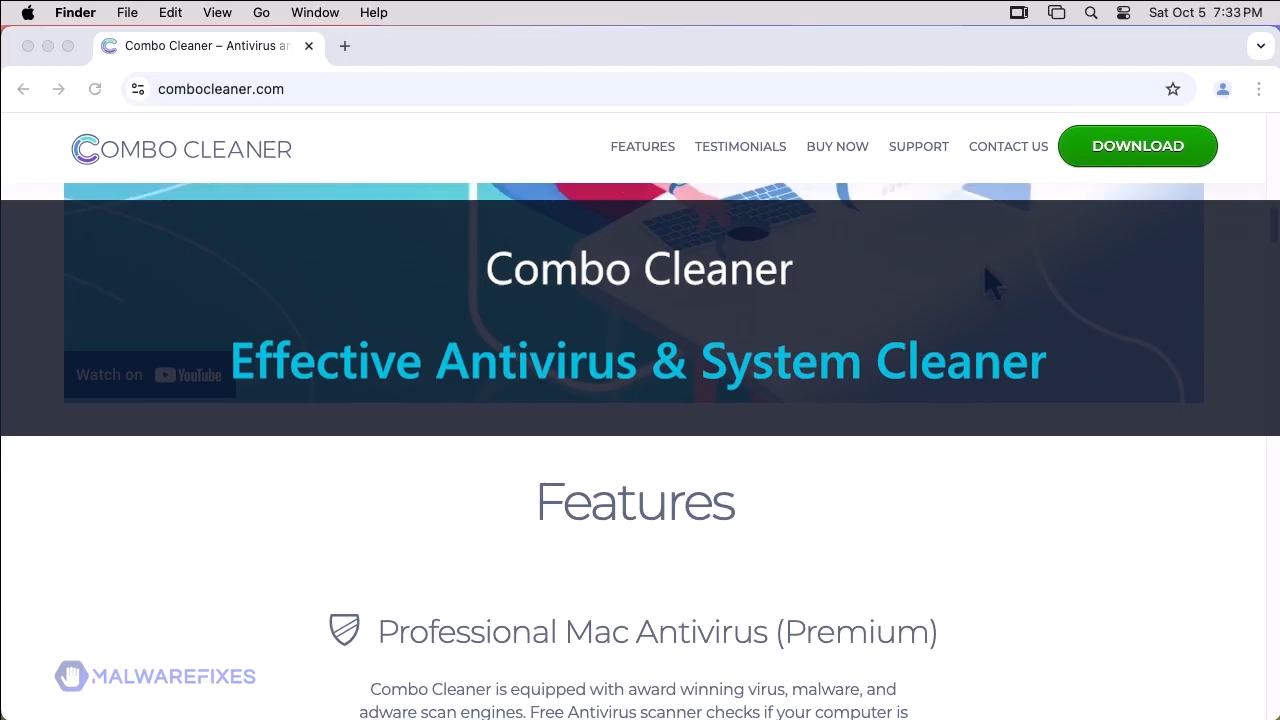 Finder File Edit View Go Window Help Sat Oct 5 7:33 PM
Combo Cleaner – Antivirus ar
combocleaner.com
COMBO CLEANER FEATURES TESTIMONIALS BUY NOW SUPPORT CONTACT US DOWNLOAD
Combo Cleaner
Effective Antivirus & System Cleaner
Watch on YouTube
Features
Professional Mac Antivirus (Premium)
MALWAREFIXES
Combo Cleaner is equipped with award winning virus, malware, and
adware scan engines. Free Antivirus scanner checks if your computer is